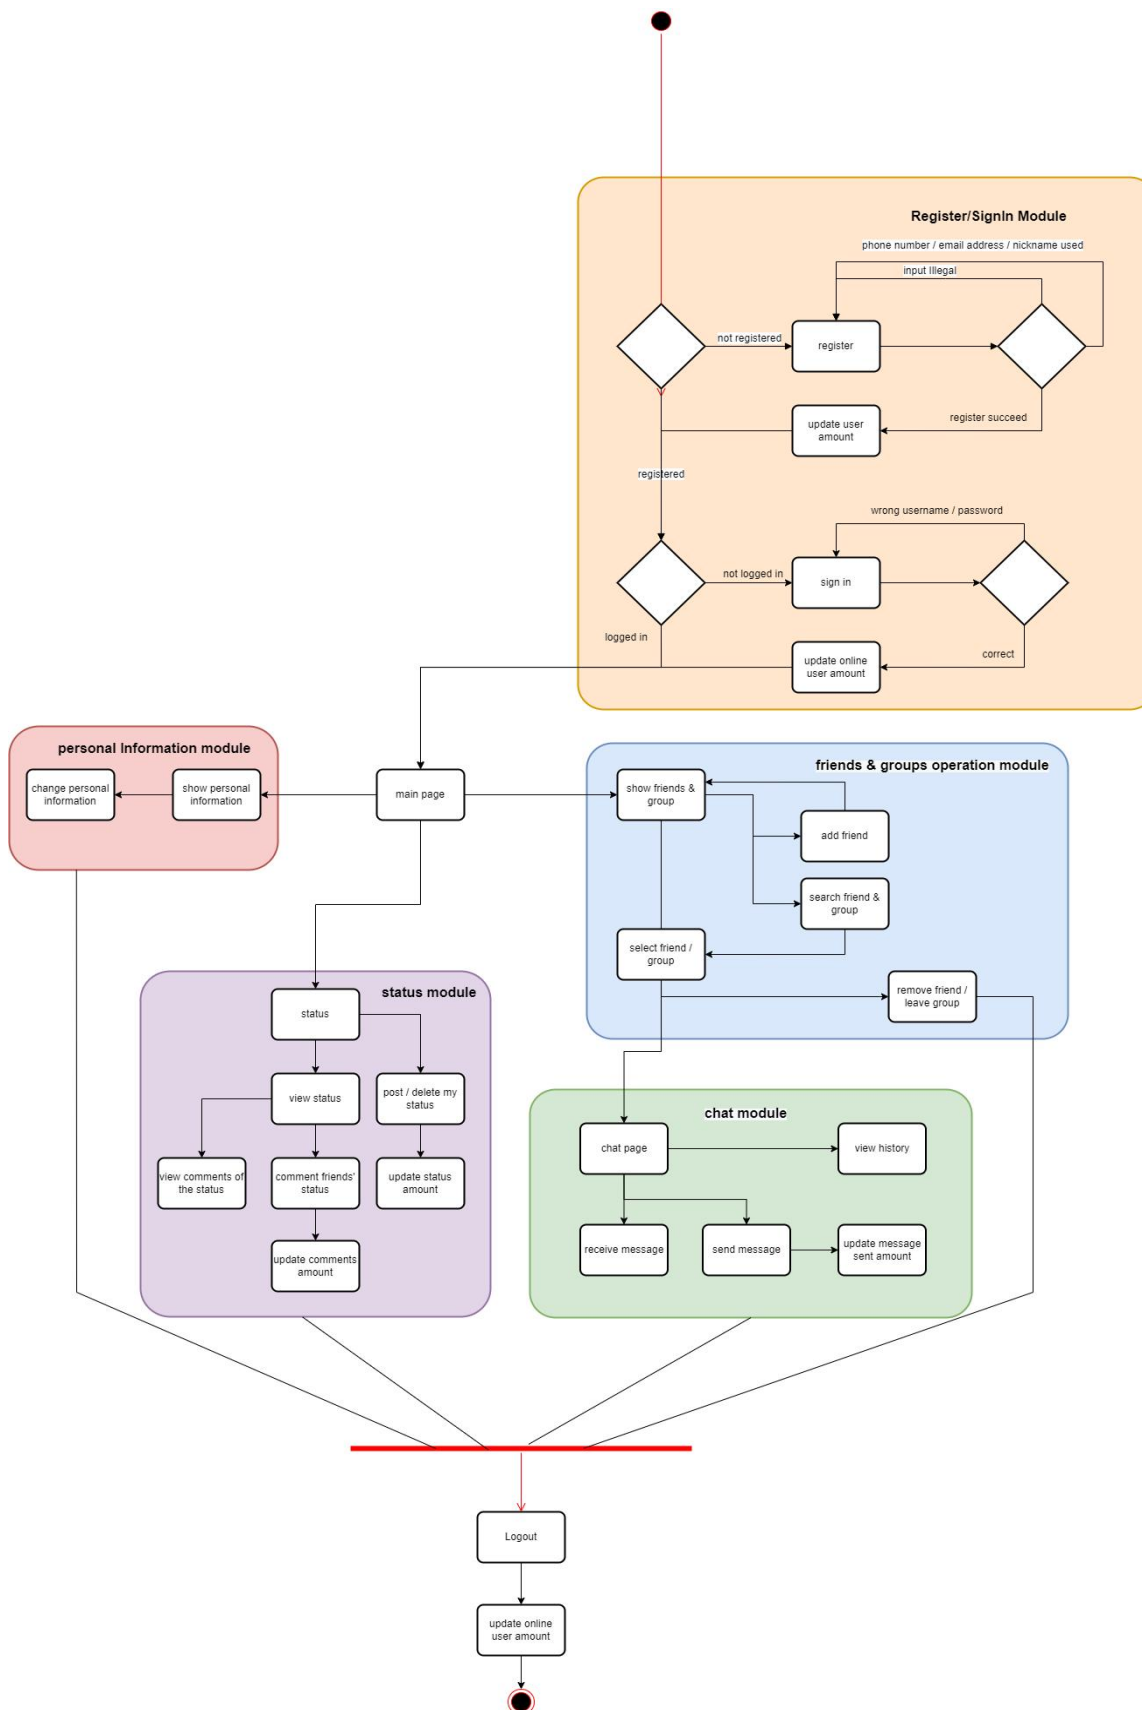 Register/SignIn Module
phone number / email address / nickname used
input Illegal
not registered
register
update user
amount
register succeed
registered
wrong username / password
not logged in
sign in
logged in
update online
user amount
correct
personal Information module
change personal
information
show personal
information
main page
friends & groups operation module
show friends &
group
add friend
search friend &
group
select friend /
group
remove friend /
leave group
status module
status
view status
post / delete my
status
view comments of
the status
comment friends'
status
update status
amount
update comments
amount
chat module
chat page
view history
receive message
send message
update message
sent amount
Logout
update online
user amount